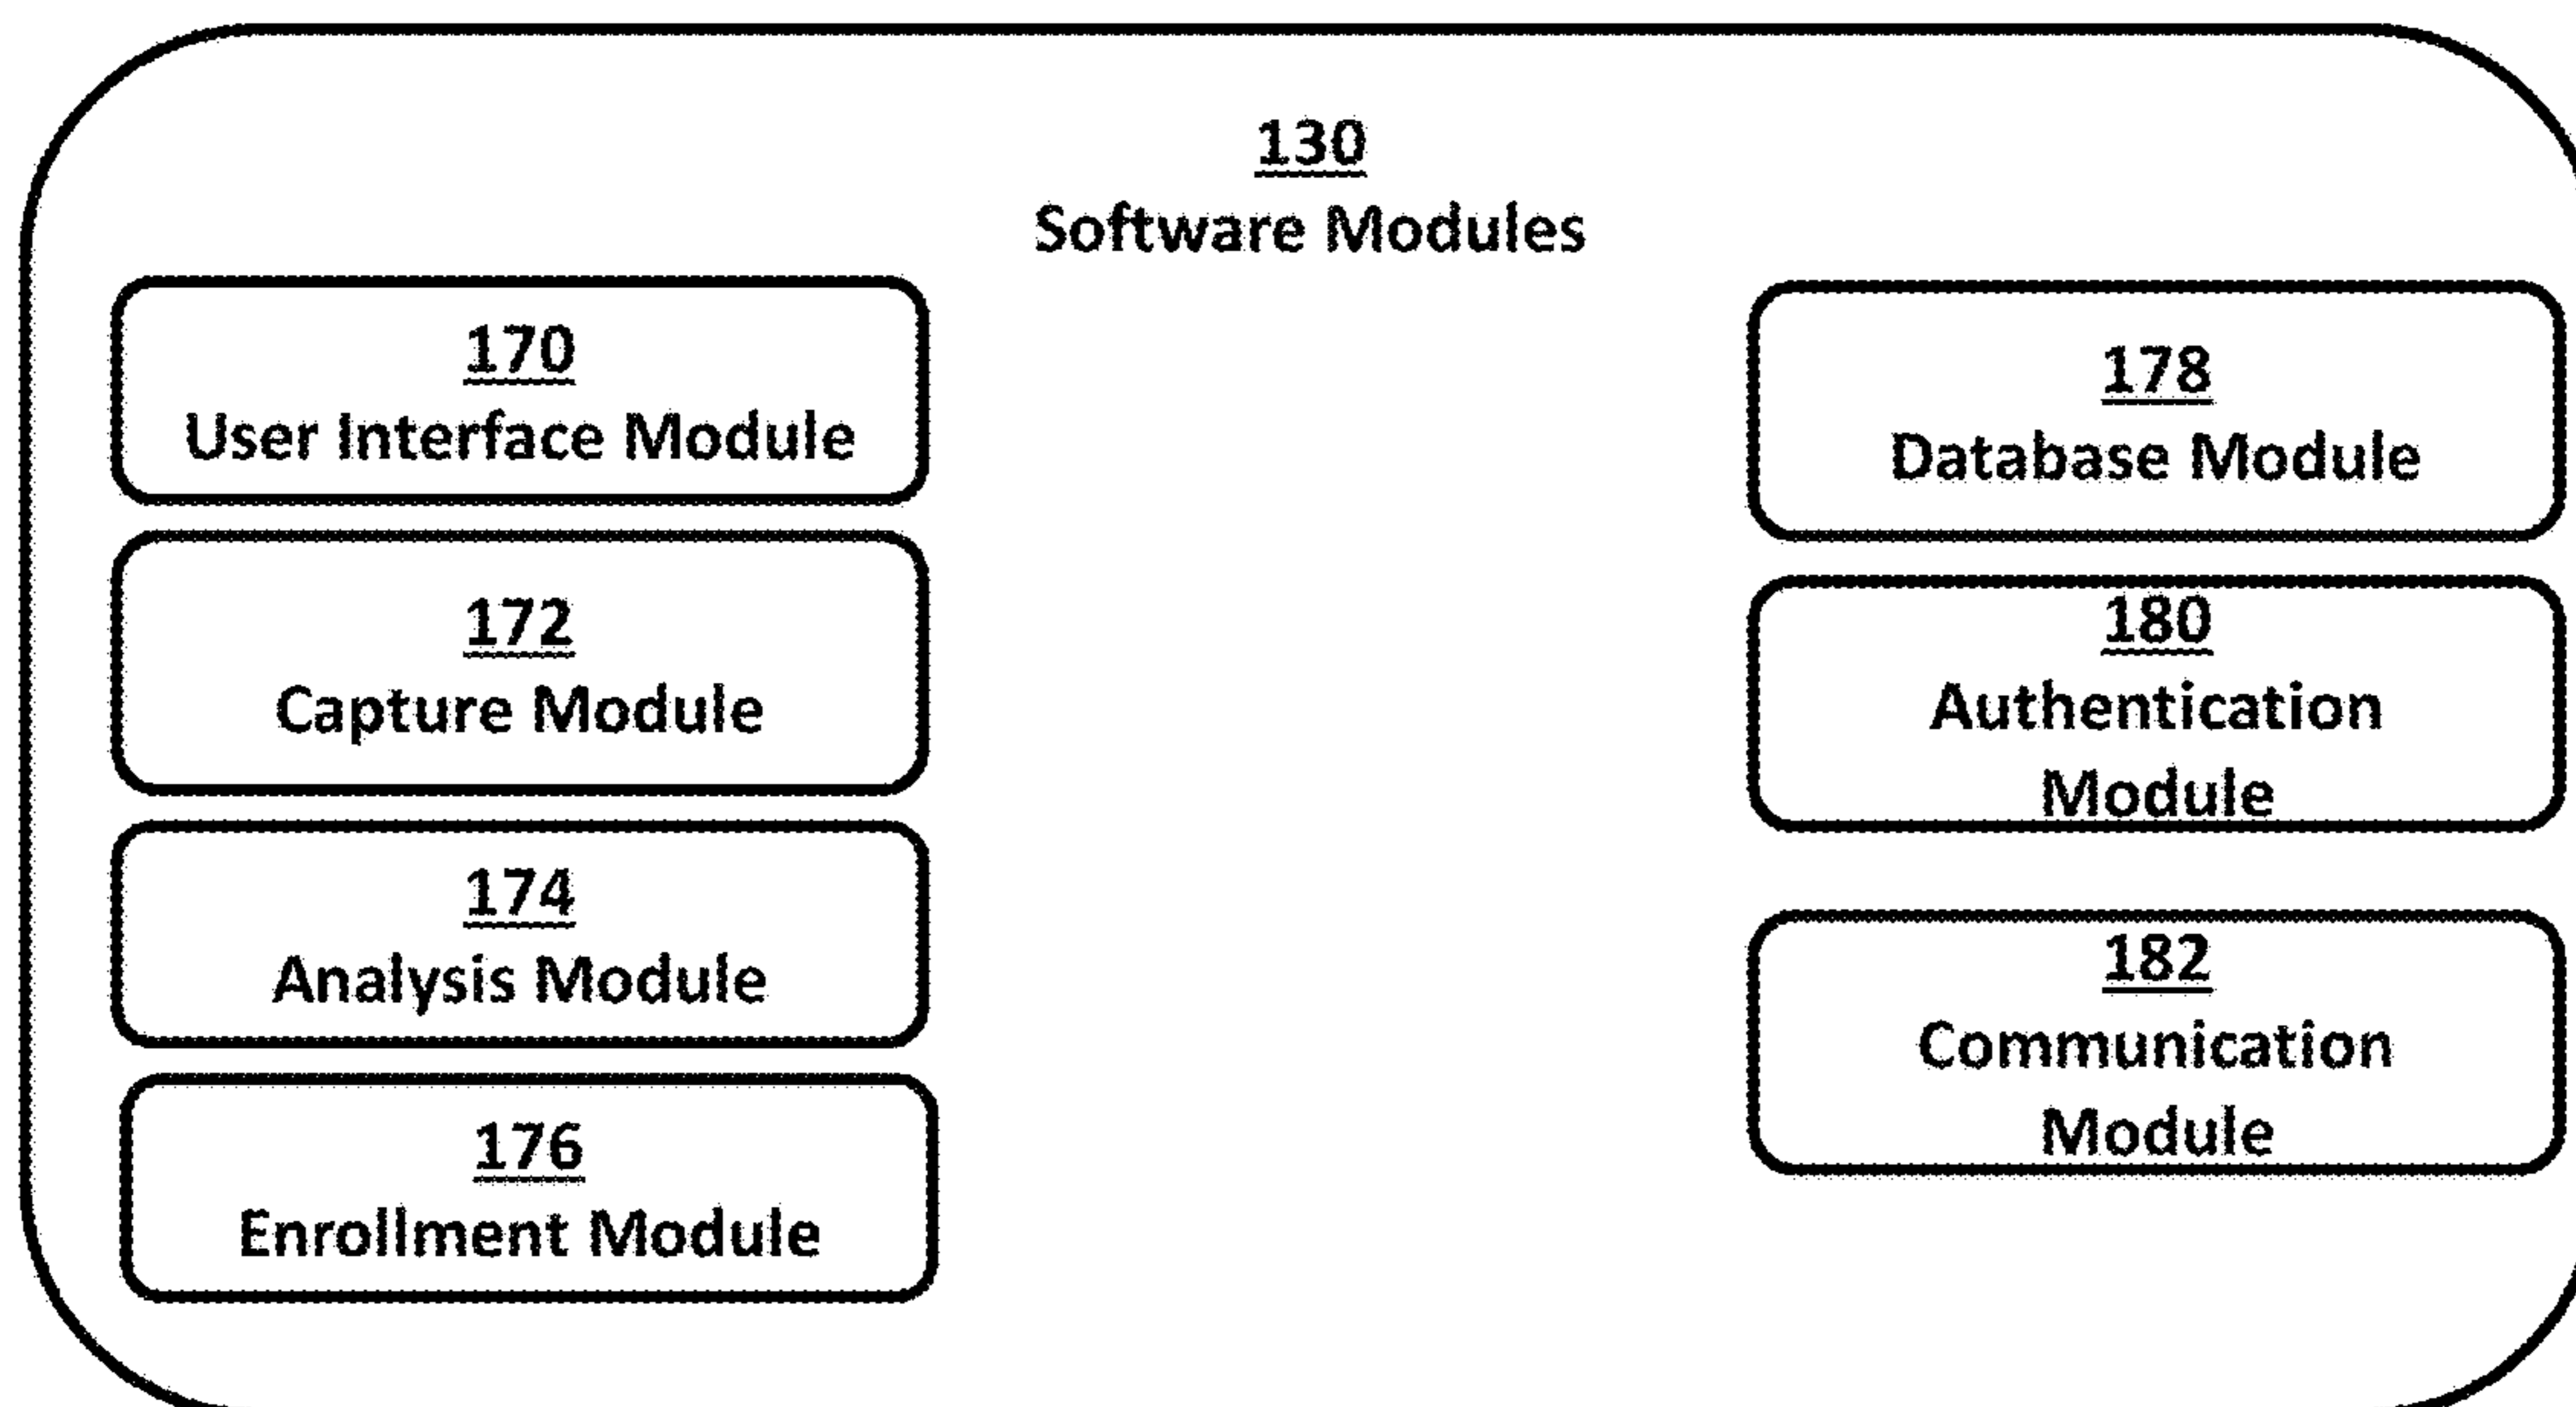 130
Software Modules
170
User Interface Module
172
Capture Module
174
Analysis Module
176
Enrollment Module
178
Database Module
180
Authentication
Module
182
Communication
Module